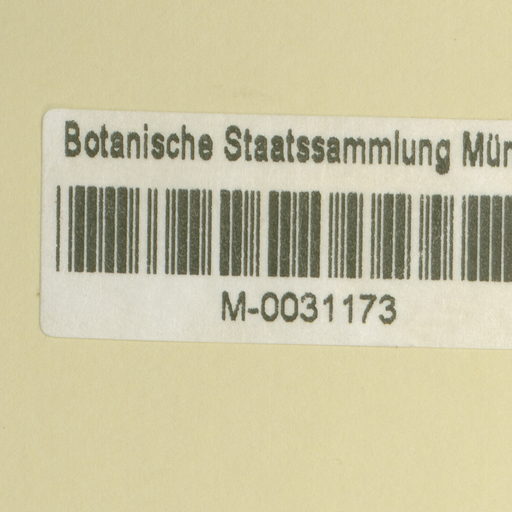 Botanische Staatssammlung Mün
M-0031173